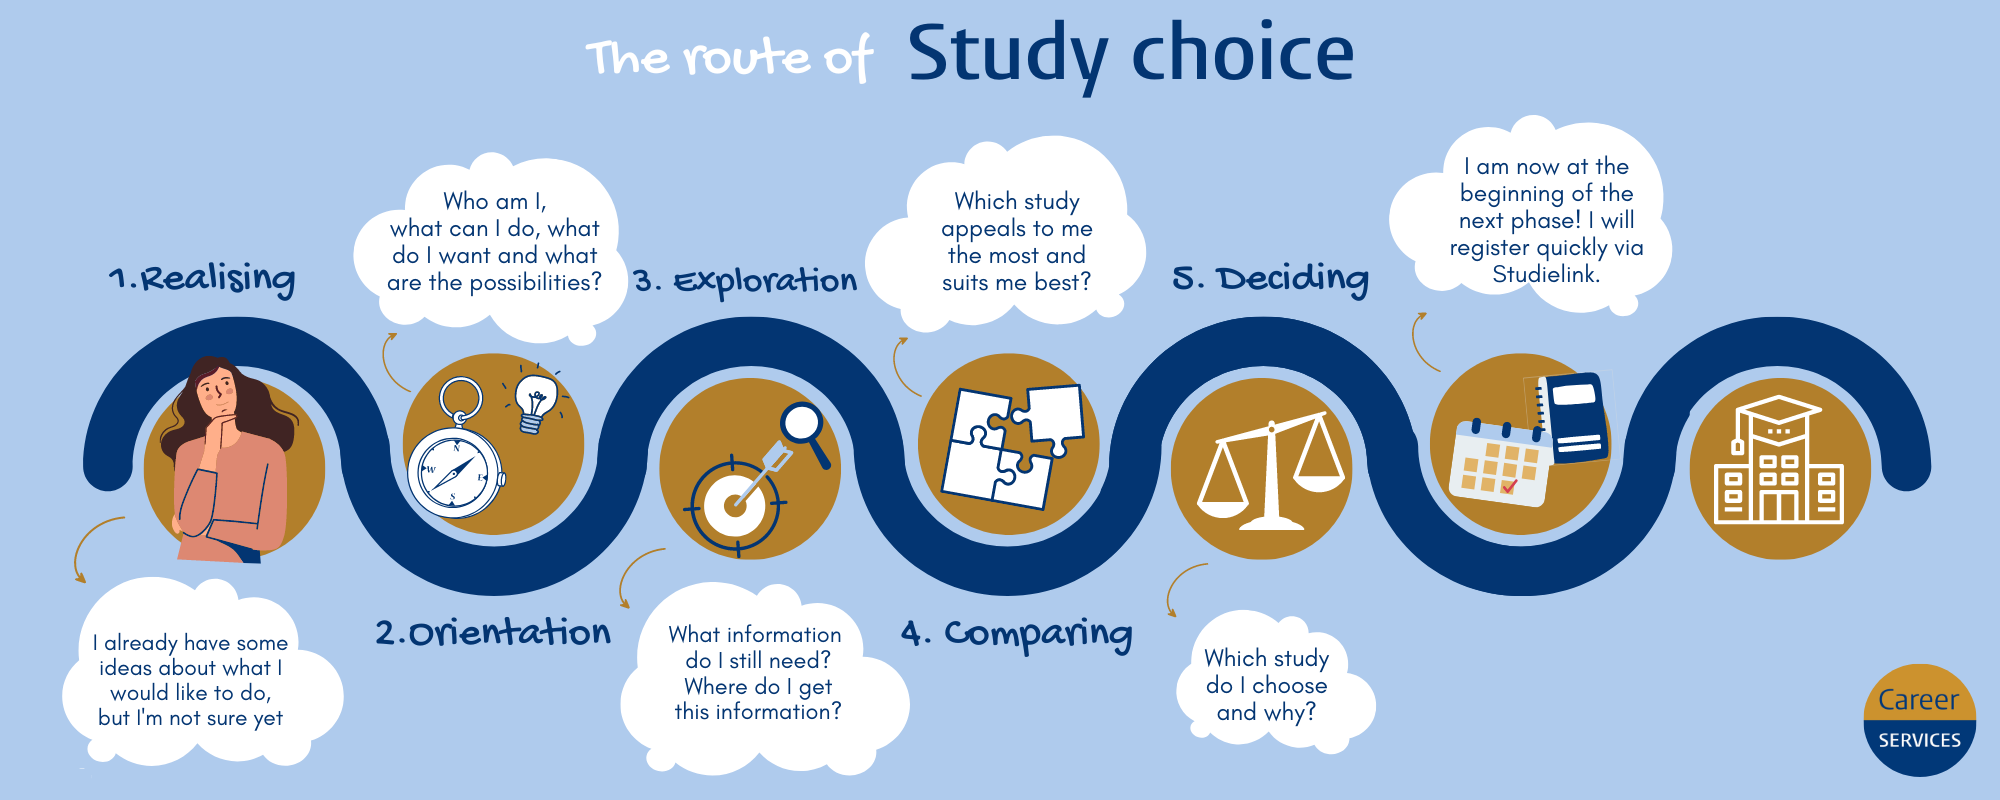 The route of Study choice
1.Realising
I already have some
ideas about what I
would like to do,
but I'm not sure yet
2.Orientation
Who am I,
what can I do, what
do I want and what
are the possibilities?
N
W
E
S
3. Exploration
What information
do I still need?
Where do I get
this information?
4. Comparing
Which study
appeals to me
the most and
suits me best?
5. Deciding
Which study
do I choose
and why?
I am now at the
beginning of the
next phase! I will
register quickly via
Studielink.
Career
SERVICES